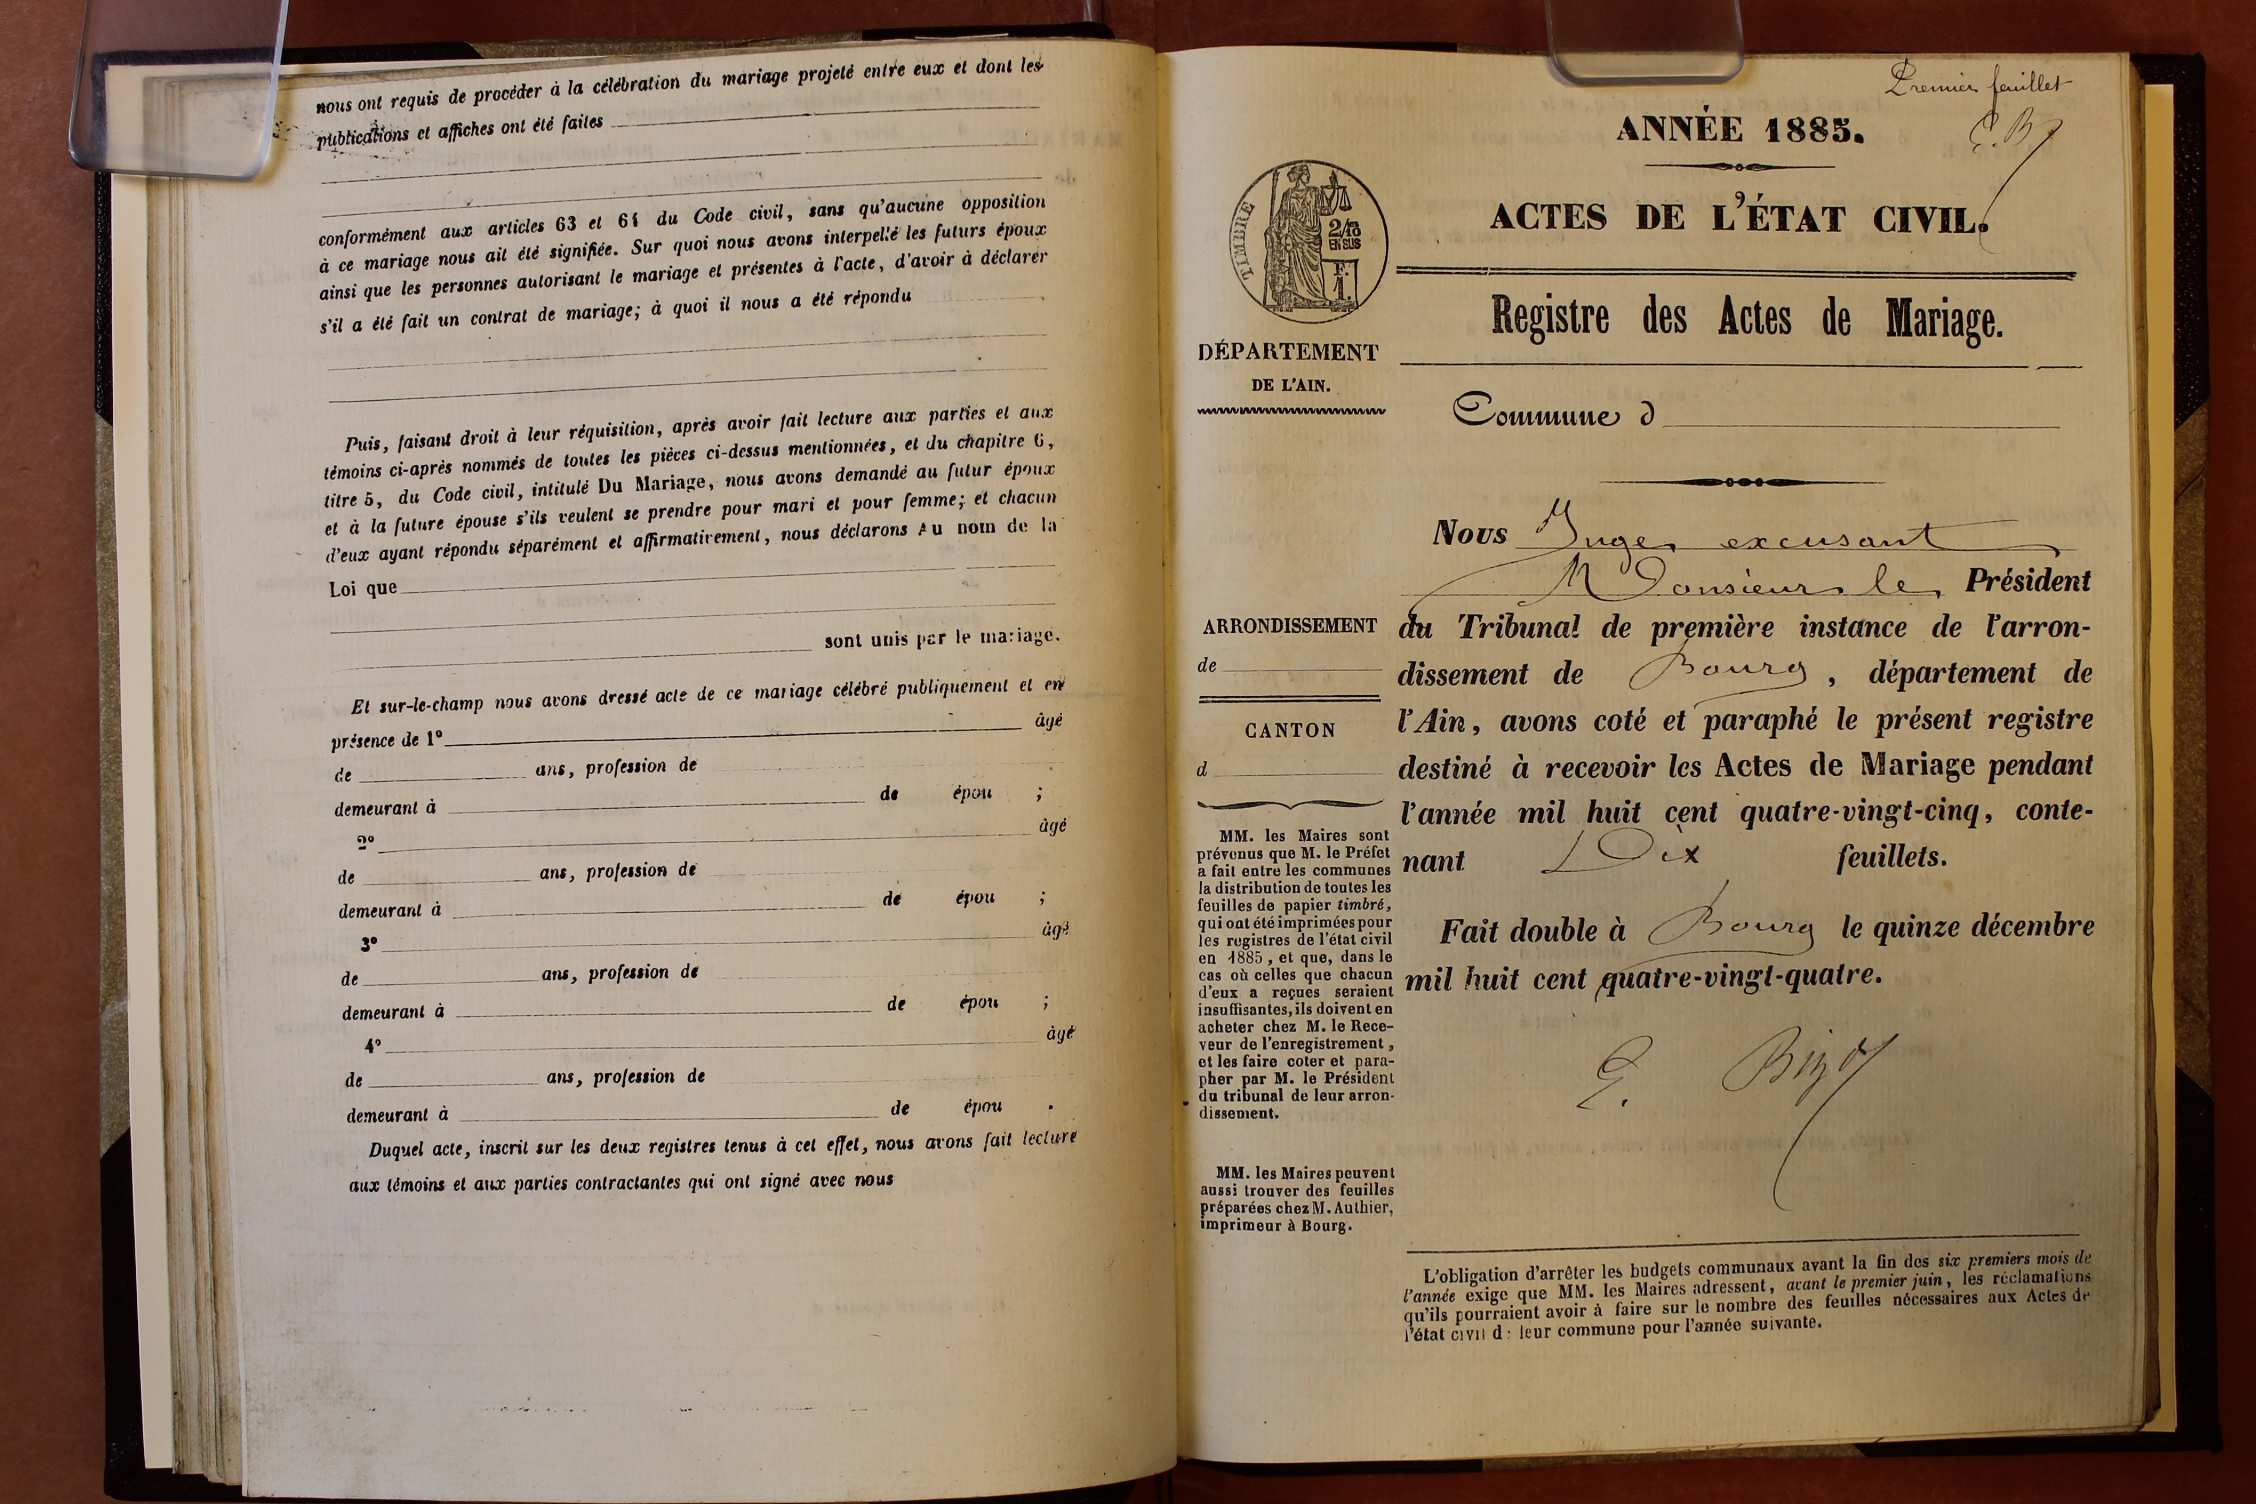 nous ont requis de procéder à la célébration du mariage projeté entre eux et dont les
publications et affiches ont été faites
conformément aux articles 63 et 64 du Code civil, sans qu'aucune opposition
à ce mariage nous ait été signifiée. Sur quoi nous avons interpellé les futurs époux
ainsi que les personnes autorisant le mariage et présentes à l'acte, d'avoir à déclarer
s'il a été fait un contrat de mariage; à quoi il nous a été répondu
Puis, faisant droit à leur réquisition, après avoir fait lecture aux parties et aux
témoins ci-après nommés de toutes les pièces ci-dessus mentionnées, et du chapitre 6,
titre 5, du Code civil, intitulé Du Mariage, nous avons demandé au futur époux
et à la future épouse s'ils veulent se prendre pour mari et pour femme; et chacun
d'eux ayant répondu séparément et affirmativement, nous déclarons Au nom de la
Loi que
sont unis par le mariage.
Et sur-le-champ nous avons dressé acte de ce mariage célébré publiquement et en
présence de 1° âgé
de ans, profession de
demeurant à de épou ;
2° âgé
de ans, profession de
demeurant à de épou ;
3° âgé
de ans, profession de
demeurant à de épou ;
4° âgé
de ans, profession de
demeurant à de épou .
Duquel acte, inscrit sur les deux registres tenus à cet effet, nous avons fait lecture
aux témoins et aux parties contractantes qui ont signé avec nous
Premier feuillet
E. B
ANNÉE 1885.
ACTES DE L'ÉTAT CIVIL.
TIMBRE
2/10
EN SUS
F.
1.
Registre des Actes de Mariage.
DÉPARTEMENT
DE L'AIN.
Commune d
Nous Juge excusant
Monsieur le Président
du Tribunal de première instance de l'arron-
dissement de Bourg, département de
l'Ain, avons coté et paraphé le présent registre
destiné à recevoir les Actes de Mariage pendant
l'année mil huit cent quatre-vingt-cinq, conte-
nant Dix feuillets.
Fait double à Bourg le quinze décembre
mil huit cent quatre-vingt-quatre.
E.
ARRONDISSEMENT
de
CANTON
d
MM. les Maires sont
prévenus que M. le Préfet
a fait entre les communes
la distribution de toutes les
feuilles de papier timbré,
qui ont été imprimées pour
les registres de l'état civil
en 1885, et que, dans le
cas où celles que chacun
d'eux a reçues seraient
insuffisantes, ils doivent en
acheter chez M. le Rece-
veur de l'enregistrement,
et les faire coter et para-
pher par M. le Président
du tribunal de leur arron-
dissement.
MM. les Maires peuvent
aussi trouver des feuilles
préparées chez M. Authier,
imprimeur à Bourg.
L'obligation d'arrêter les budgets communaux avant la fin des six premiers mois de
l'année exige que MM. les Maires adressent, avant le premier juin, les réclamations
qu'ils pourraient avoir à faire sur le nombre des feuilles nécessaires aux Actes de
l'état civil d: leur commune pour l'année suivante.